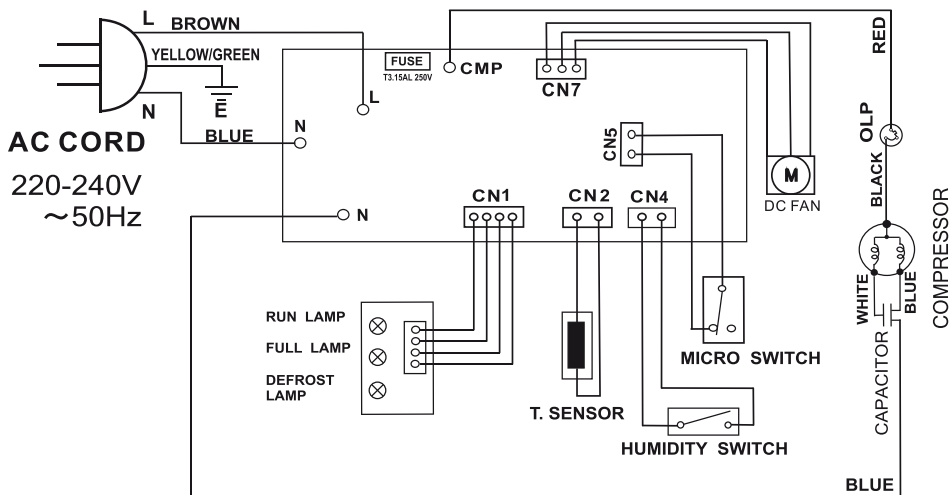 L
BROWN
YELLOW/GREEN
E
N
BLUE
AC CORD
220-240V
～50Hz
FUSE
T3.15AL 250V
CMP
CN7
L
N
N
CN5
CN1
CN2
CN4
M
DC FAN
RED
OLP
BLACK
COMPRESSOR
WHITE
BLUE
CAPACITOR
BLUE
RUN LAMP
FULL LAMP
DEFROST
LAMP
T. SENSOR
MICRO SWITCH
HUMIDITY SWITCH